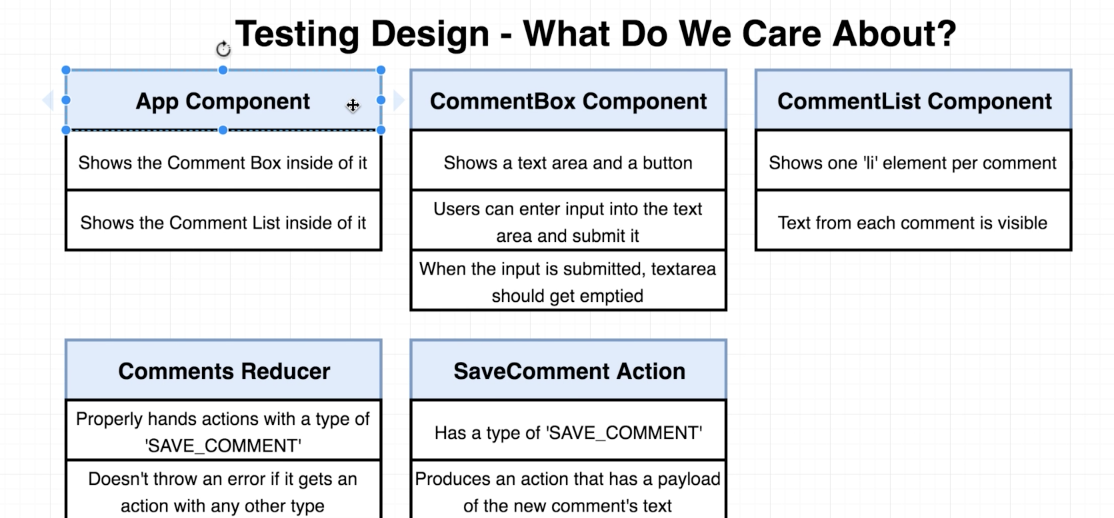 Testing Design - What Do We Care About?
App Component
Shows the Comment Box inside of it
Shows the Comment List inside of it
CommentBox Component
Shows a text area and a button
Users can enter input into the text
area and submit it
When the input is submitted, textarea
should get emptied
CommentList Component
Shows one 'li' element per comment
Text from each comment is visible
Comments Reducer
Properly hands actions with a type of
'SAVE_COMMENT'
Doesn't throw an error if it gets an
action with any other type
SaveComment Action
Has a type of 'SAVE_COMMENT'
Produces an action that has a payload
of the new comment's text